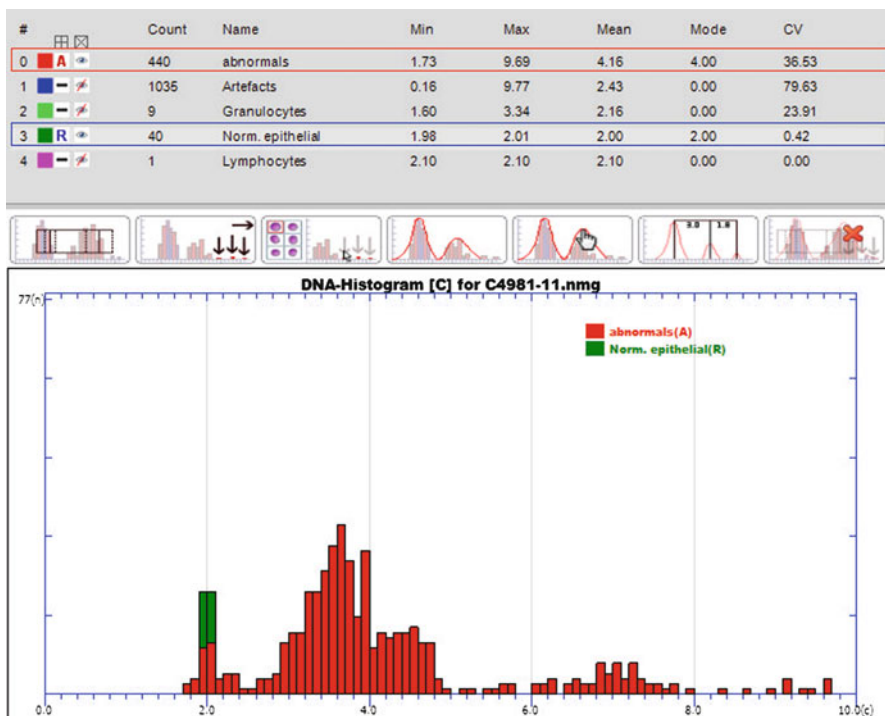 # Count Name Min Max Mean Mode CV
0 A 440 abnormals 1.73 9.69 4.16 4.00 36.53
1 1035 Artefacts 0.16 9.77 2.43 0.00 79.63
2 9 Granulocytes 1.60 3.34 2.16 0.00 23.91
3 R 40 Norm. epithelial 1.98 2.01 2.00 2.00 0.42
4 1 Lymphocytes 2.10 2.10 2.10 0.00 0.00
3.0 1.8
DNA-Histogram [C] for C4981-11.nmg
77(n)
abnormals(A)
Norm. epithelial(R)
0.0 2.0 4.0 6.0 8.0 10.0(c)